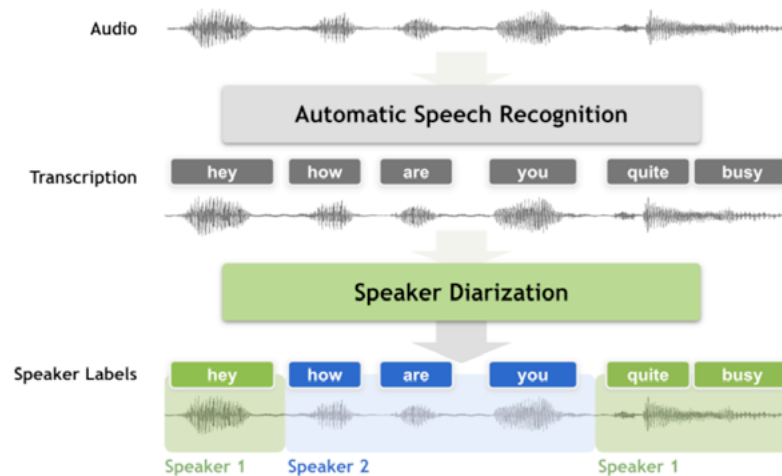 Audio
Automatic Speech Recognition
Transcription hey how are you quite busy
Speaker Diarization
Speaker Labels hey how are you quite busy
Speaker 1 Speaker 2 Speaker 1